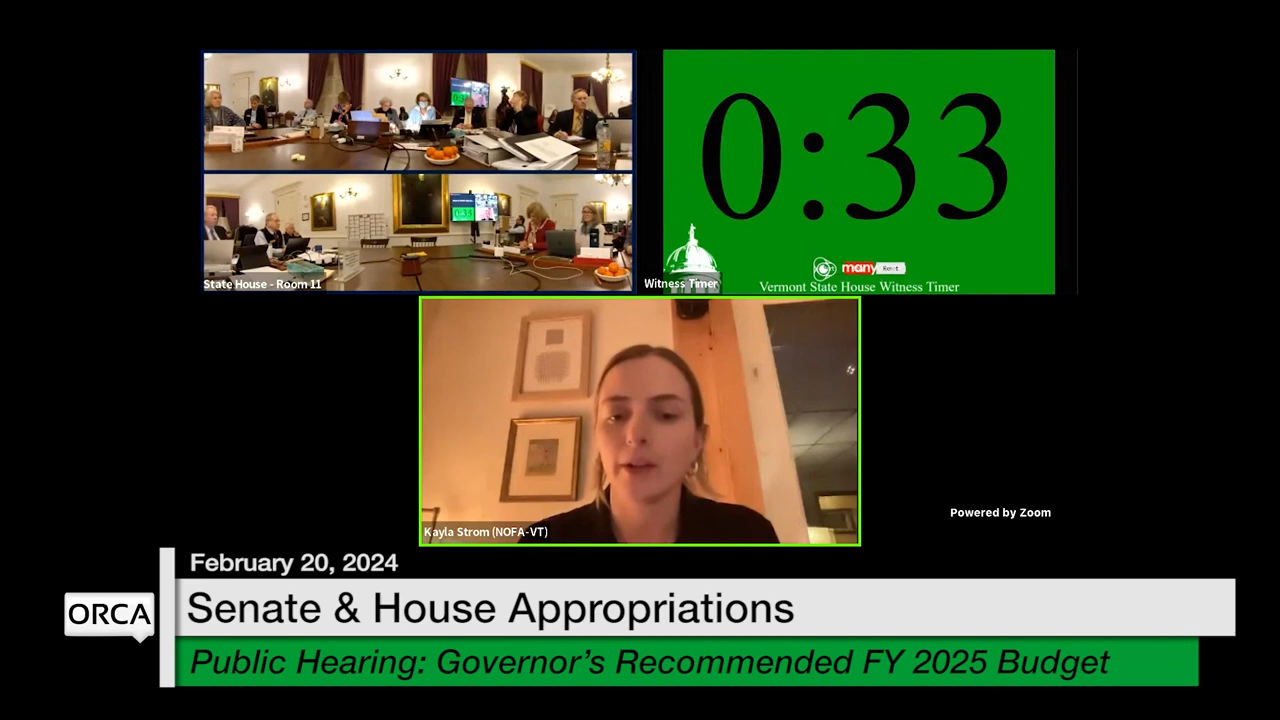 0:33
many
Vermont State House Witness Timer
State House - Room 11
Witness Timer
Kayla Strom (NOFA-VT)
Powered by Zoom
February 20, 2024
ORCA
Senate & House Appropriations
Public Hearing: Governor's Recommended FY 2025 Budget